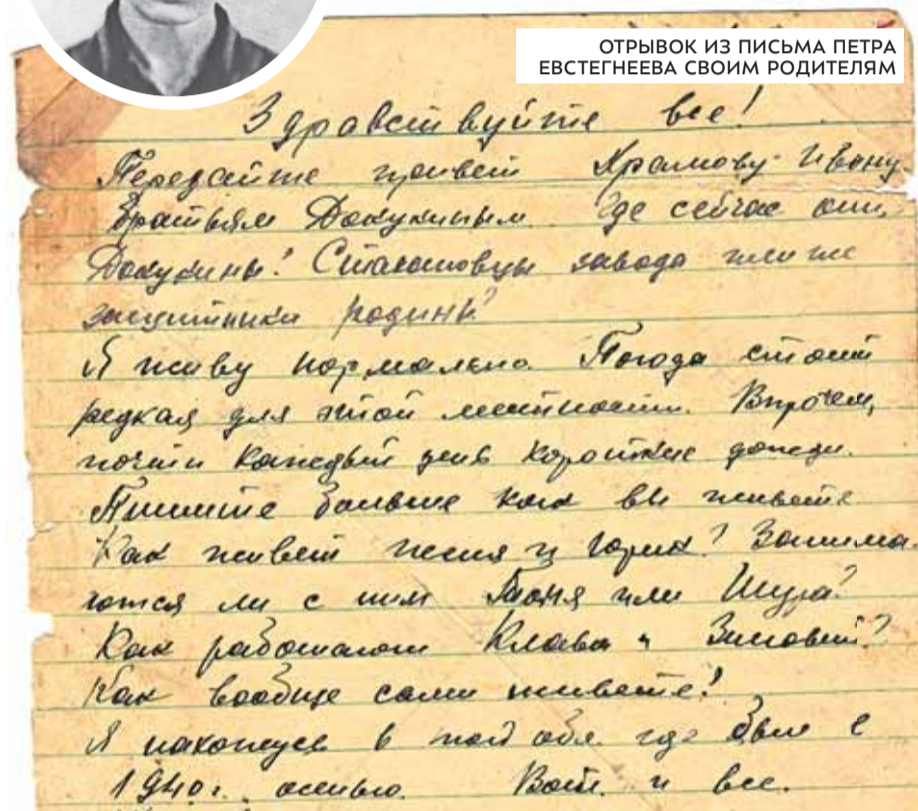 ОТРЫВОК ИЗ ПИСЬМА ПЕТРА
ЕВСТЕГНЕЕВА СВОИМ РОДИТЕЛЯМ
Здравствуйте все!
Передайте привет Храмову Ивану
братьям Докукиным Где сейчас они,
Докукины? Стахановцы завода или же
защитники родины?
Я живу нормально Погода стоит
редкая для этой местности. Впрочем,
почти каждый день короткие дожди.
Пишите больше как вы живете
Как живет Женя и Горик? Занима-
ются ли с ним Тоня или Шура?
Как работают Клава и Зиновий?
Как вообще сами живете!
Я нахожусь в той обл. где был с
1940 г. осенью. Вот и все.